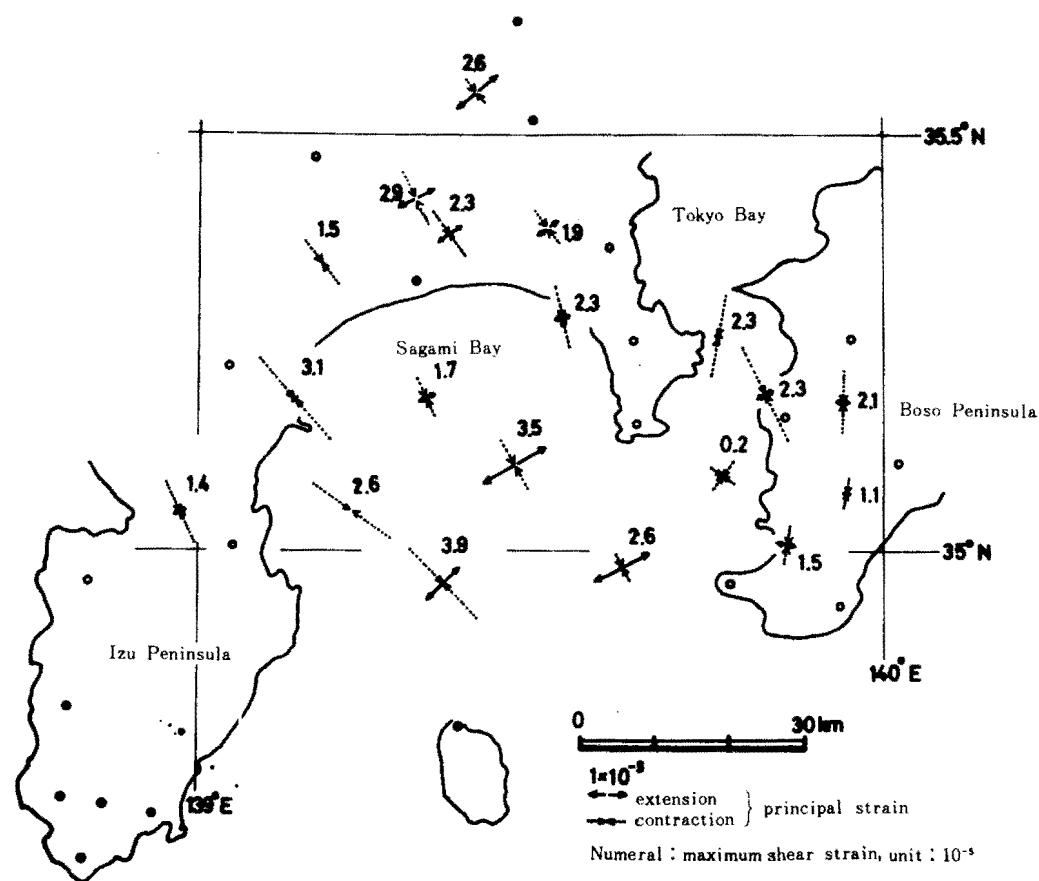 2.6
35.5°N
2.9
2.3
Tokyo Bay
1.5
1.9
2.3
2.3
Sagami Bay
3.1
1.7
2.3
2.1
Boso Peninsula
3.5
0.2
1.4
2.6
1.1
3.9
2.6
1.5
35°N
Izu Peninsula
140°E
0 30km
139°E
1×10⁻⁵
extension
contraction } principal strain
Numeral : maximum shear strain, unit : 10⁻⁵